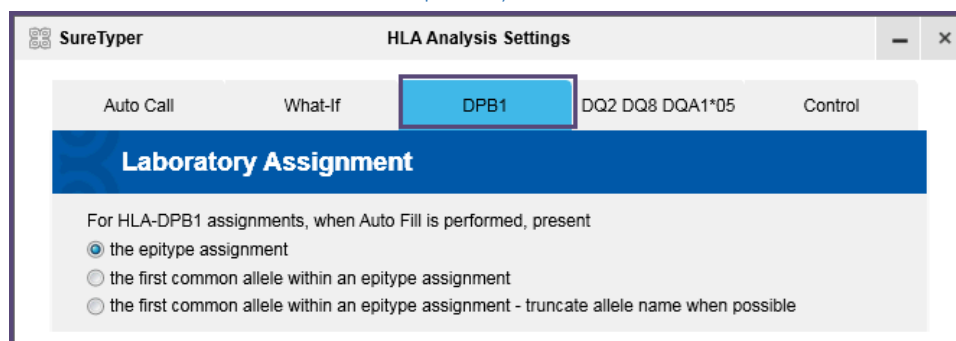 SureTyper HLA Analysis Settings
Auto Call What-If DPB1 DQ2 DQ8 DQA1*05 Control
Laboratory Assignment
For HLA-DPB1 assignments, when Auto Fill is performed, present
the epitype assignment
the first common allele within an epitype assignment
the first common allele within an epitype assignment - truncate allele name when possible